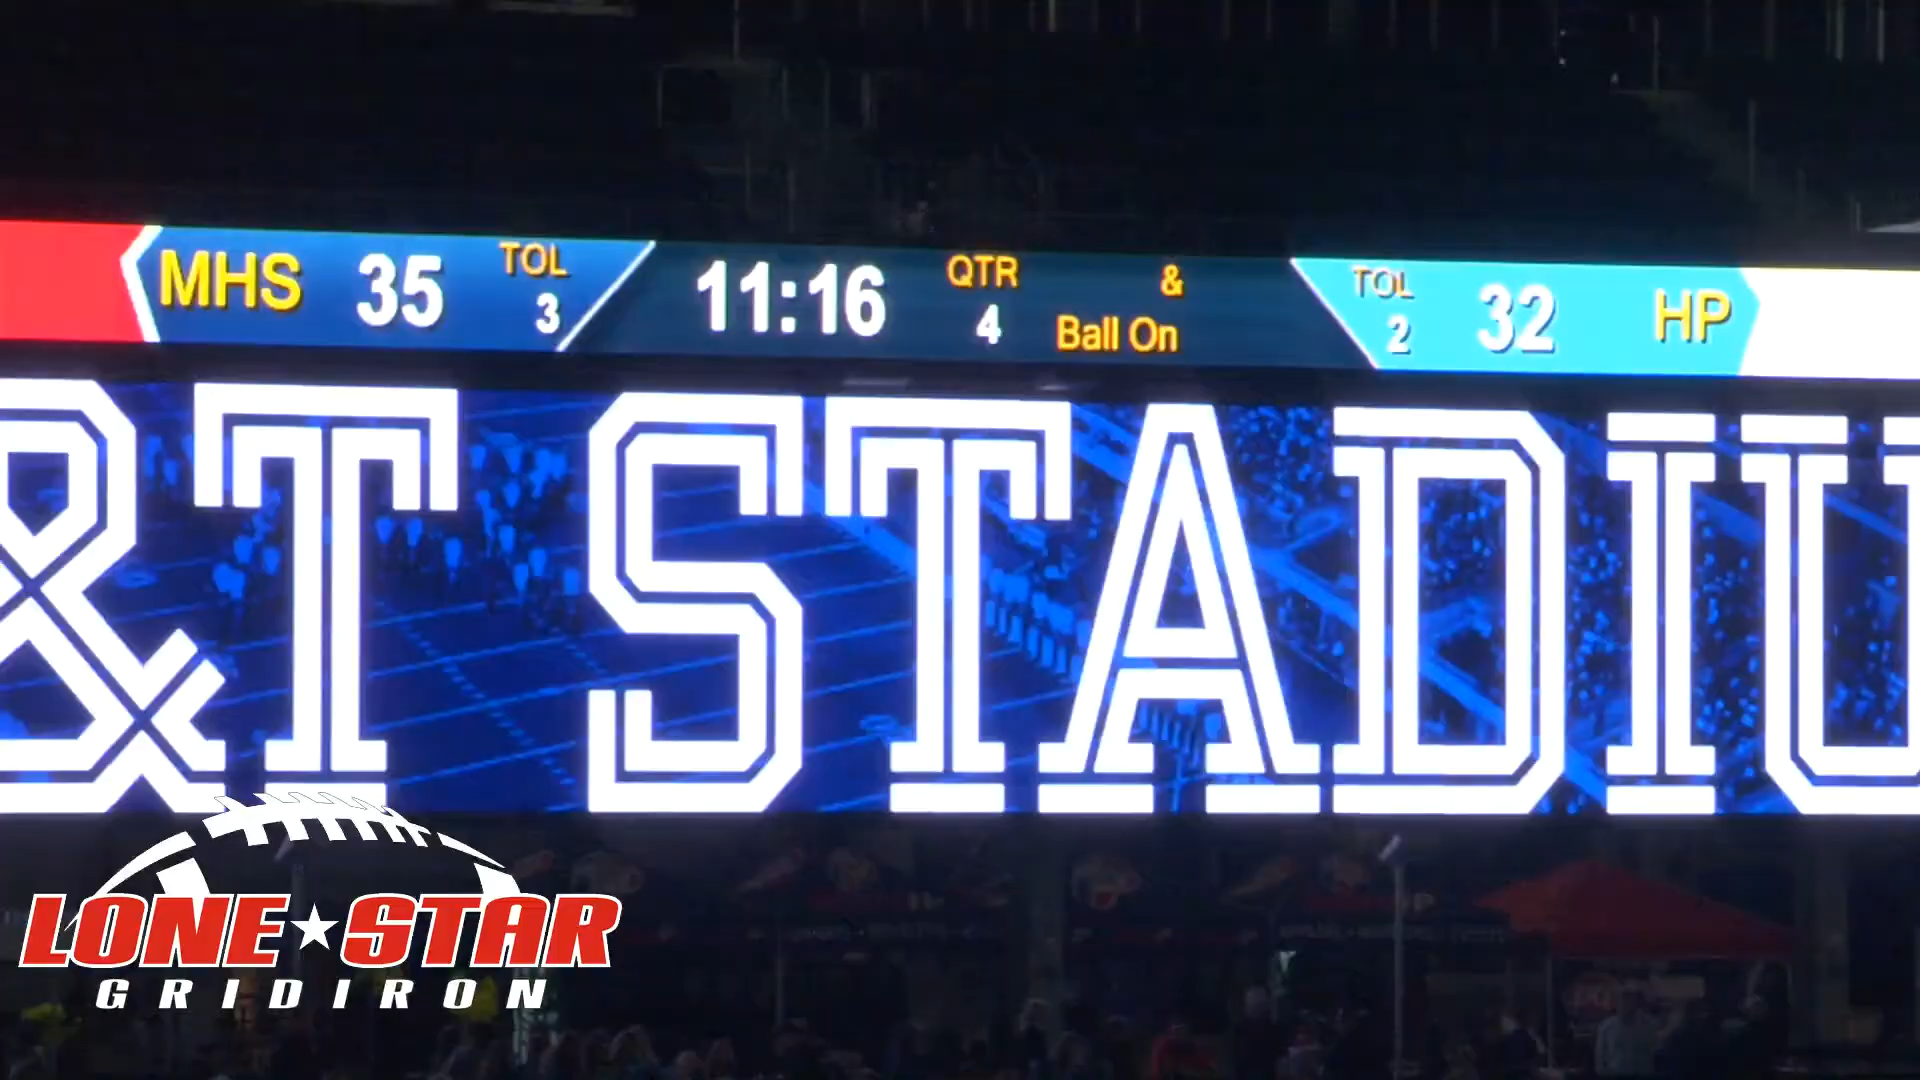 MHS 35 TOL 3 11:16 QTR 4 & Ball On TOL 2 32 HP
&T STADIU
LONE STAR
GRIDIRON